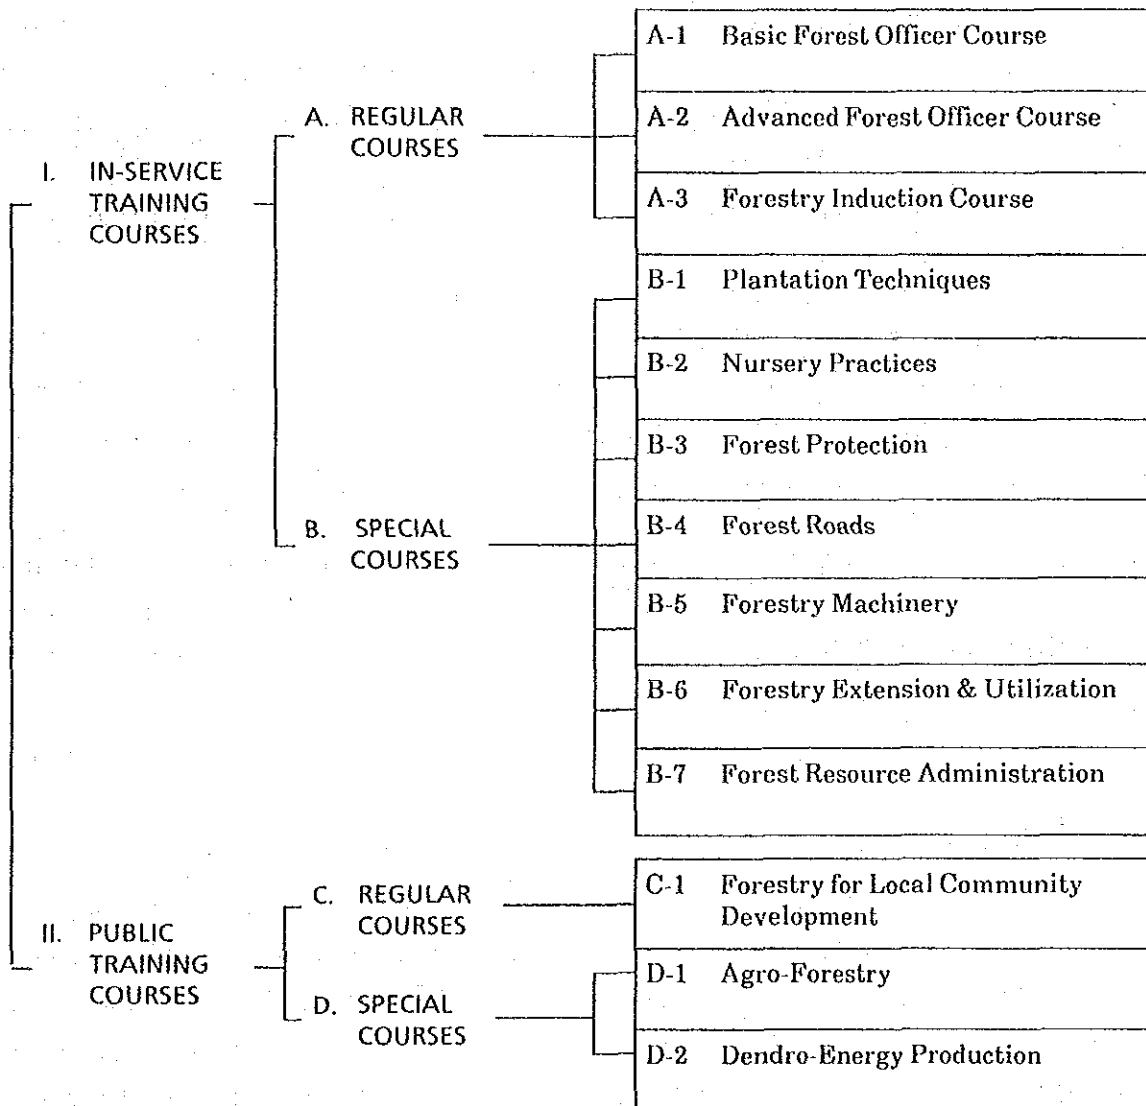 I. IN-SERVICE
TRAINING
COURSES
A. REGULAR
COURSES
A-1 Basic Forest Officer Course
A-2 Advanced Forest Officer Course
A-3 Forestry Induction Course
B. SPECIAL
COURSES
B-1 Plantation Techniques
B-2 Nursery Practices
B-3 Forest Protection
B-4 Forest Roads
B-5 Forestry Machinery
B-6 Forestry Extension & Utilization
B-7 Forest Resource Administration
II. PUBLIC
TRAINING
COURSES
C. REGULAR
COURSES
C-1 Forestry for Local Community
Development
D. SPECIAL
COURSES
D-1 Agro-Forestry
D-2 Dendro-Energy Production